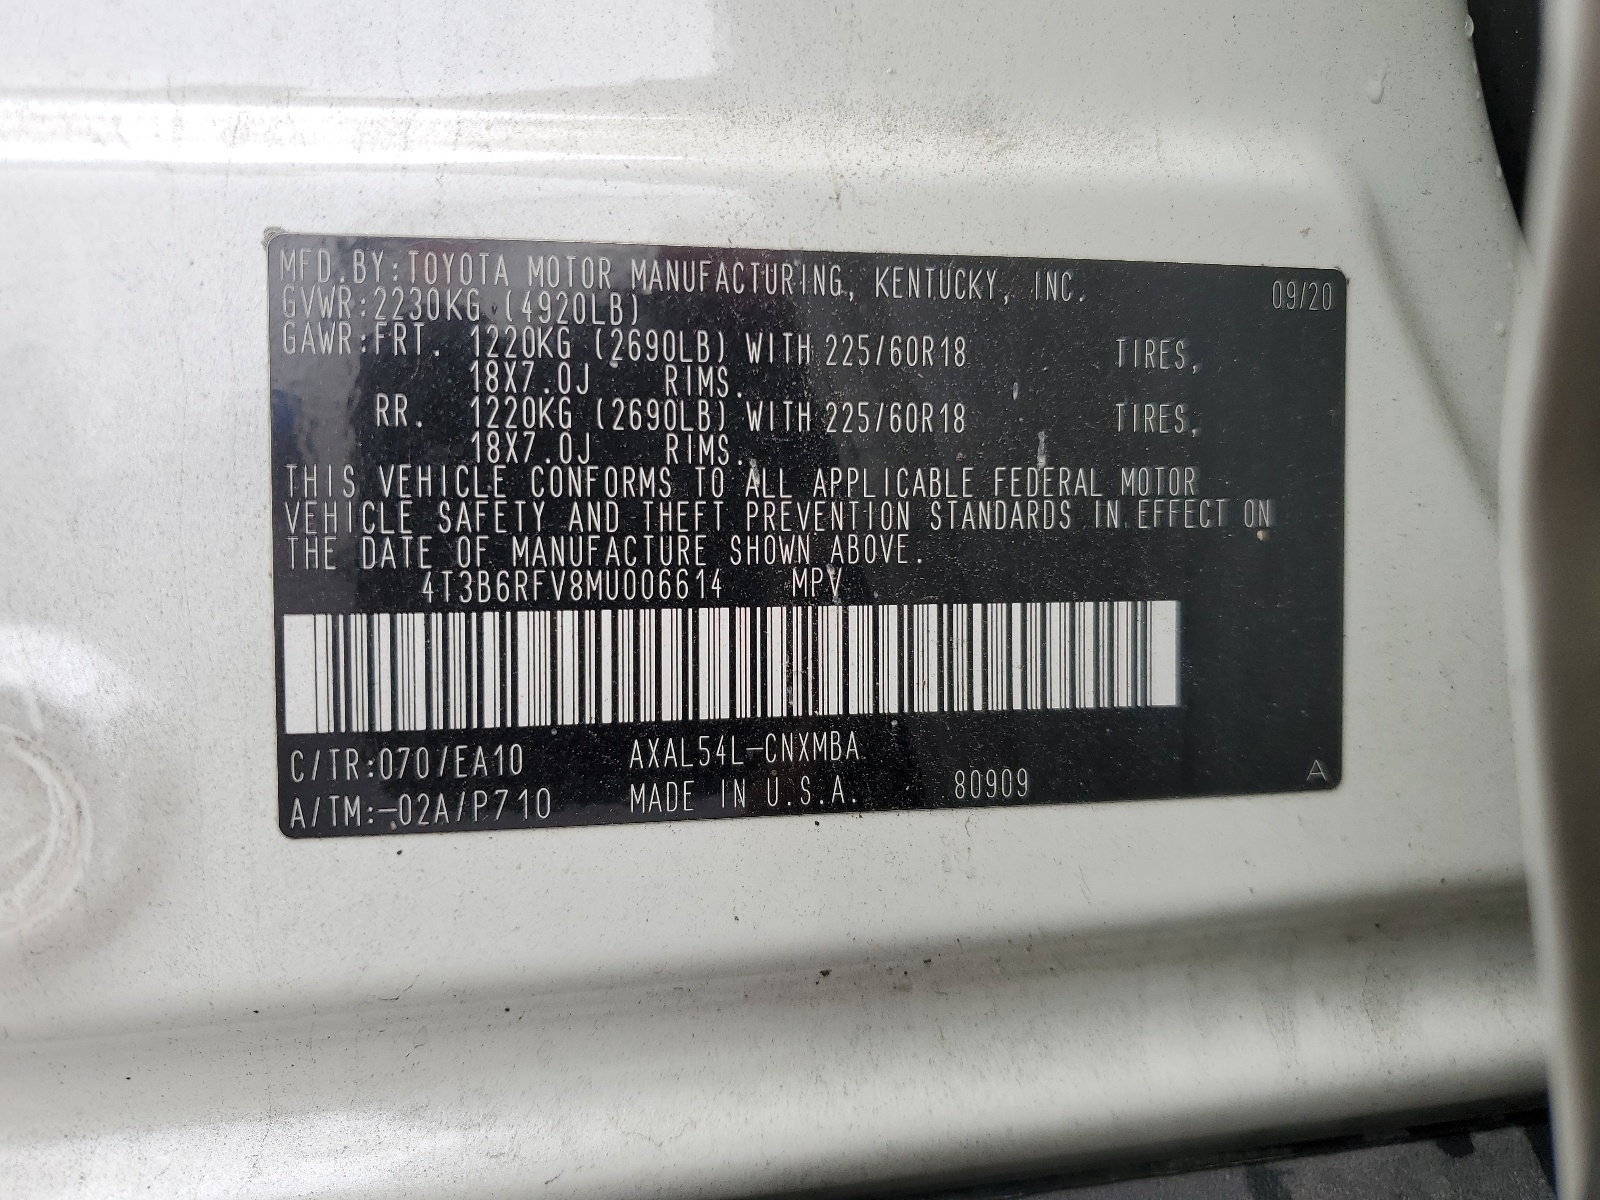 MFD.BY:TOYOTA MOTOR MANUFACTURING, KENTUCKY, INC. 09/20
GVWR:2230KG (4920LB)
GAWR:FRT. 1220KG (2690LB) WITH 225/60R18 TIRES,
18X7.0J RIMS.
RR. 1220KG (2690LB) WITH 225/60R18 TIRES,
18X7.0J RIMS.
THIS VEHICLE CONFORMS TO ALL APPLICABLE FEDERAL MOTOR
VEHICLE SAFETY AND THEFT PREVENTION STANDARDS IN EFFECT ON
THE DATE OF MANUFACTURE SHOWN ABOVE.
4T3B6RFV8MU006614 MPV
C/TR:070/EA10 AXAL54L-CNXMBA
A/TM:-02A/P710 MADE IN U.S.A. 80909 A